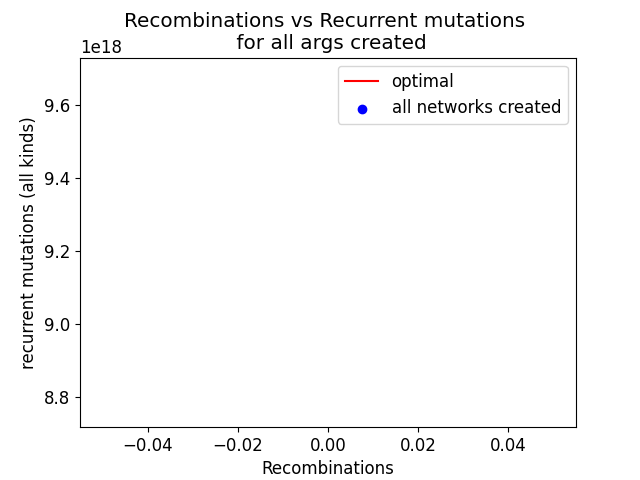 Recombinations vs Recurrent mutations
for all args created
1e18
optimal
all networks created
9.6
9.4
9.2
9.0
8.8
recurrent mutations (all kinds)
−0.04
−0.02
0.00
0.02
0.04
Recombinations